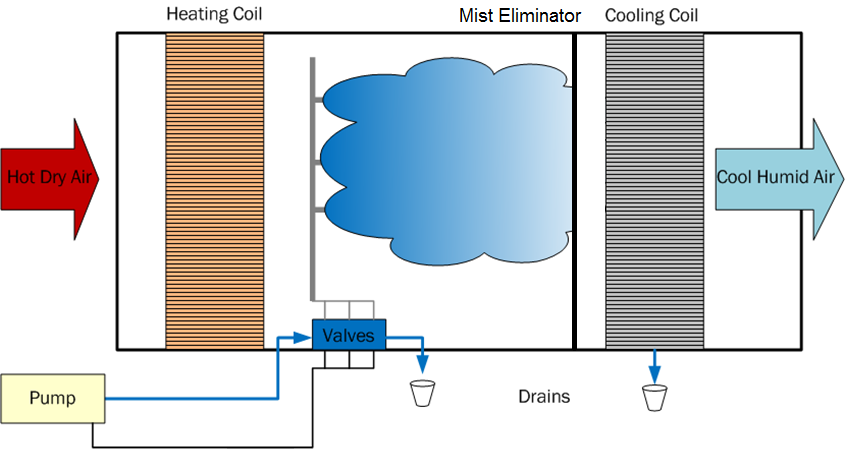 Heating Coil
Mist Eliminator
Cooling Coil
Hot Dry Air
Cool Humid Air
Valves
Pump
Drains